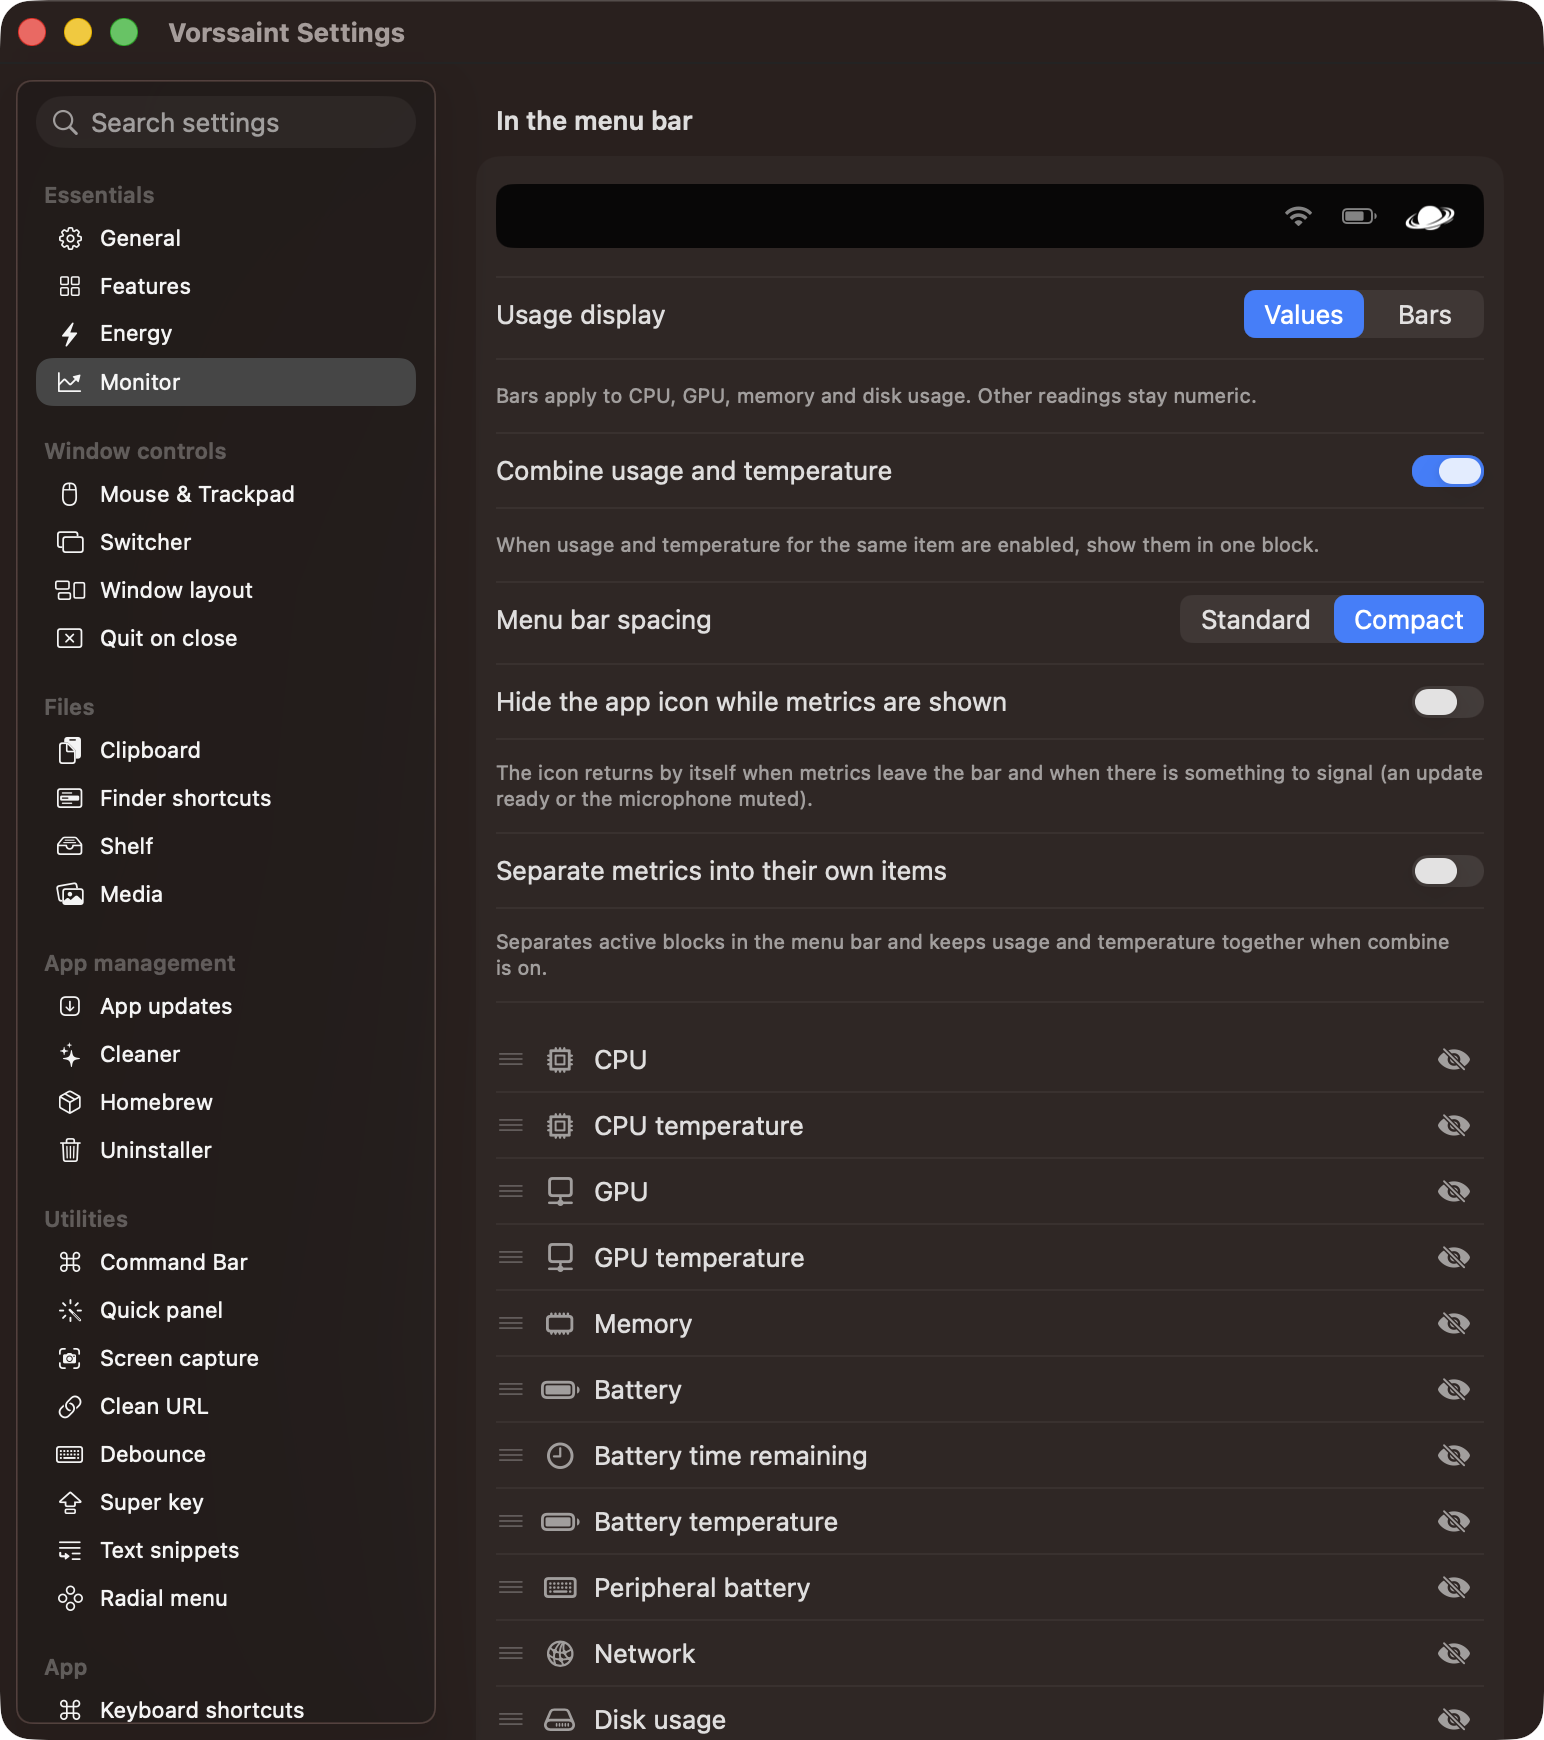 Vorssaint Settings
Search settings
Essentials
General
Features
Energy
Monitor
Window controls
Mouse & Trackpad
Switcher
Window layout
Quit on close
Files
Clipboard
Finder shortcuts
Shelf
Media
App management
App updates
Cleaner
Homebrew
Uninstaller
Utilities
Command Bar
Quick panel
Screen capture
Clean URL
Debounce
Super key
Text snippets
Radial menu
App
Keyboard shortcuts
In the menu bar
Usage display
Values
Bars
Bars apply to CPU, GPU, memory and disk usage. Other readings stay numeric.
Combine usage and temperature
When usage and temperature for the same item are enabled, show them in one block.
Menu bar spacing
Standard
Compact
Hide the app icon while metrics are shown
The icon returns by itself when metrics leave the bar and when there is something to signal (an update
ready or the microphone muted).
Separate metrics into their own items
Separates active blocks in the menu bar and keeps usage and temperature together when combine
is on.
CPU
CPU temperature
GPU
GPU temperature
Memory
Battery
Battery time remaining
Battery temperature
Peripheral battery
Network
Disk usage